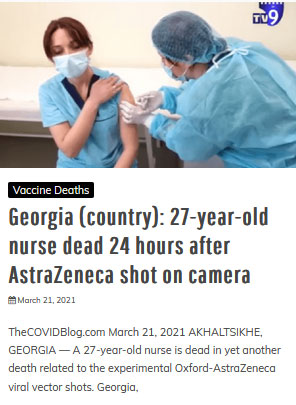 TV9
Vaccine Deaths
Georgia (country): 27-year-old
nurse dead 24 hours after
AstraZeneca shot on camera
March 21, 2021
TheCOVIDBlog.com March 21, 2021 AKHALTSIKHE,
GEORGIA — A 27-year-old nurse is dead in yet another
death related to the experimental Oxford-AstraZeneca
viral vector shots. Georgia,